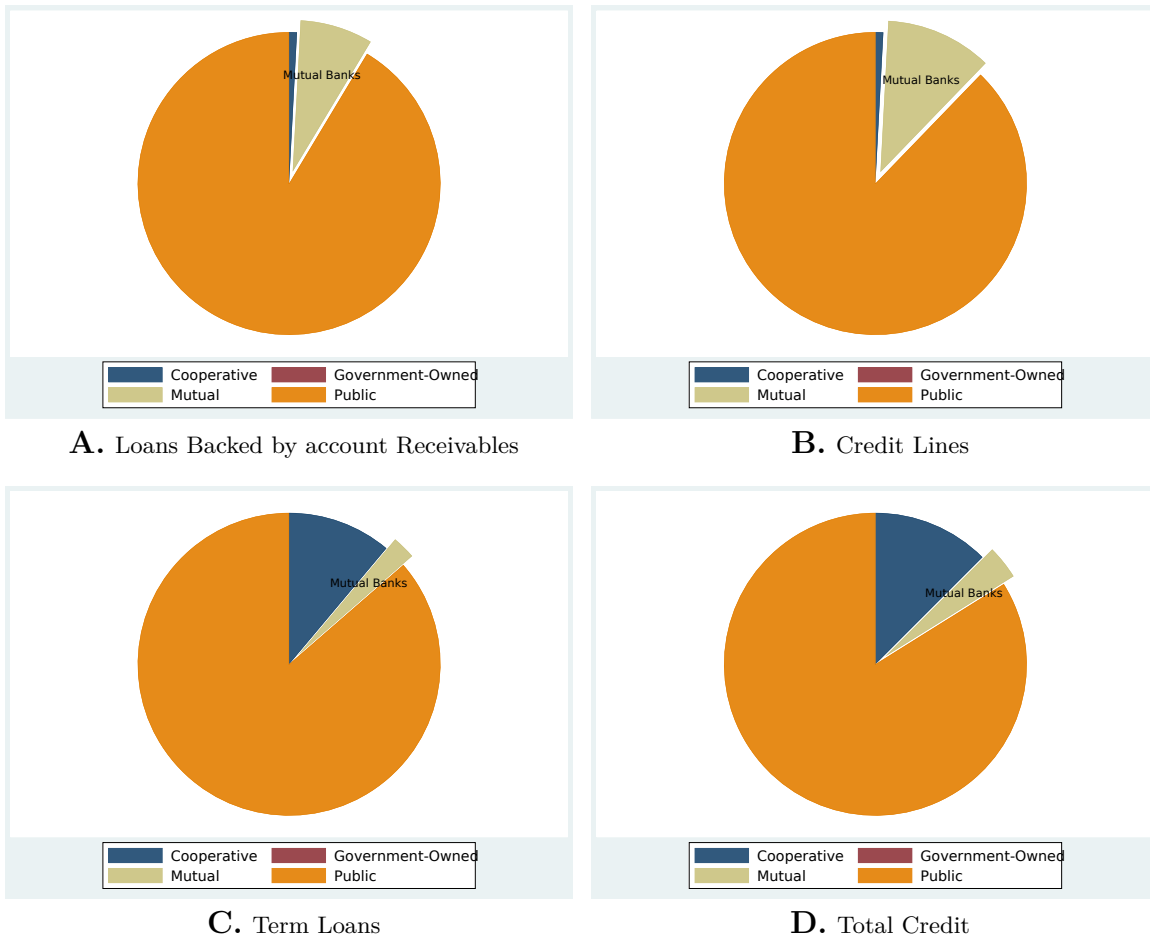 Mutual Banks
Cooperative Government-Owned
Mutual Public
A. Loans Backed by account Receivables
Mutual Banks
Cooperative Government-Owned
Mutual Public
B. Credit Lines
Mutual Banks
Cooperative Government-Owned
Mutual Public
C. Term Loans
Mutual Banks
Cooperative Government-Owned
Mutual Public
D. Total Credit